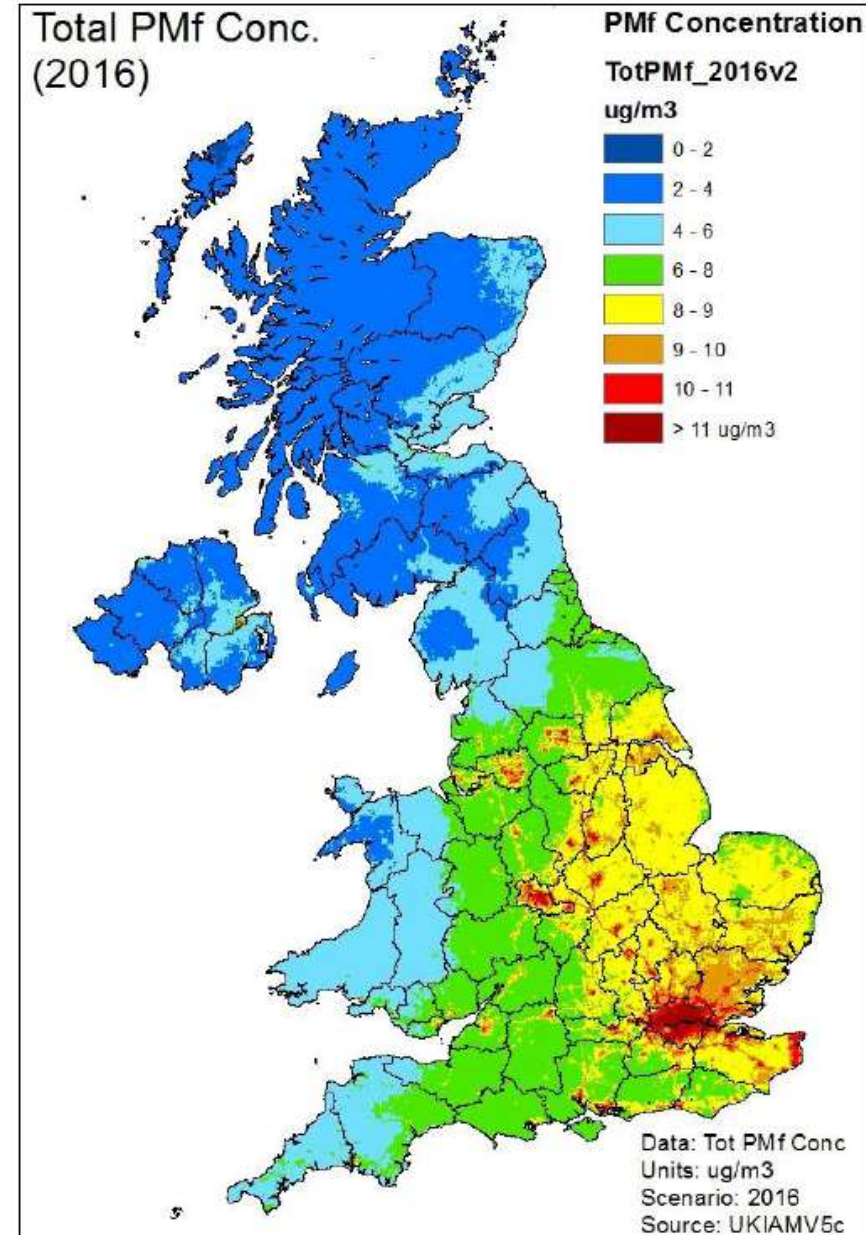 Total PMf Conc.
(2016)
PMf Concentration
TotPMf_2016v2
ug/m3
0 - 2
2 - 4
4 - 6
6 - 8
8 - 9
9 - 10
10 - 11
> 11 ug/m3
Data: Tot PMf Conc
Units: ug/m3
Scenario: 2016
Source: UKIAMV5c